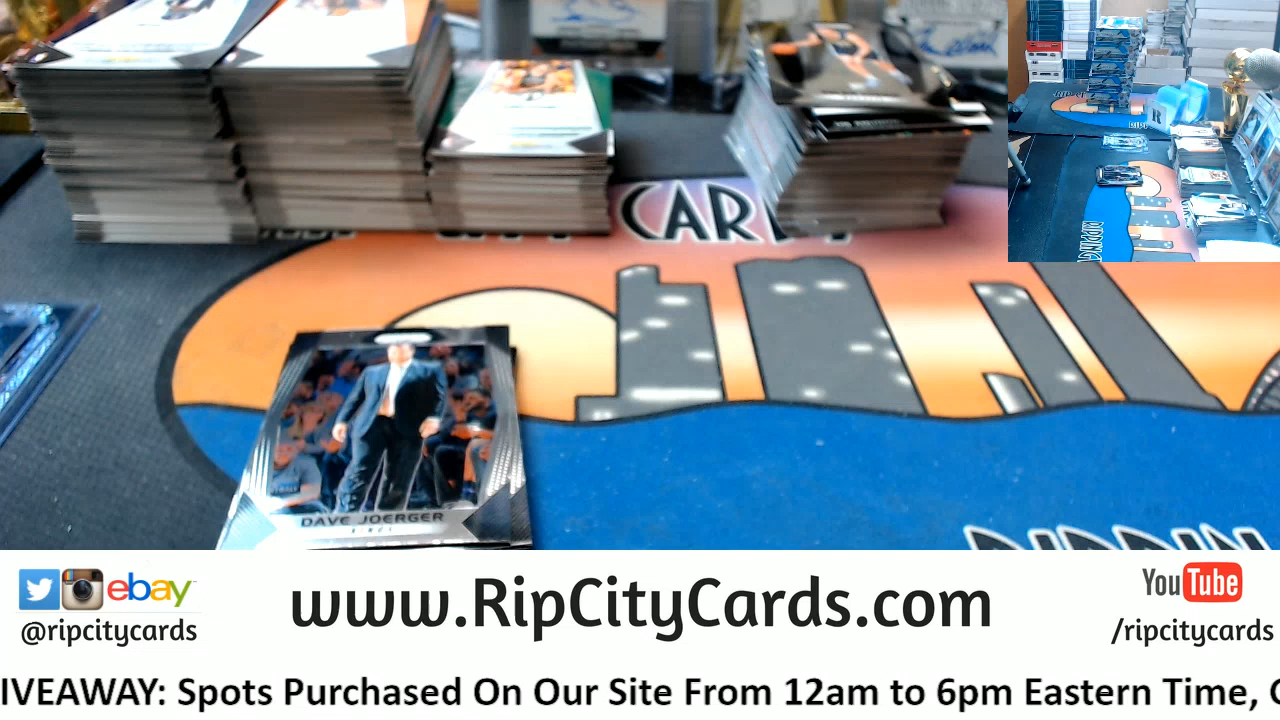 CARD
DAVE JOERGER
ebay
@ripcitycards
www.RipCityCards.com
YouTube
/ripcitycards
IVEAWAY: Spots Purchased On Our Site From 12am to 6pm Eastern Time,